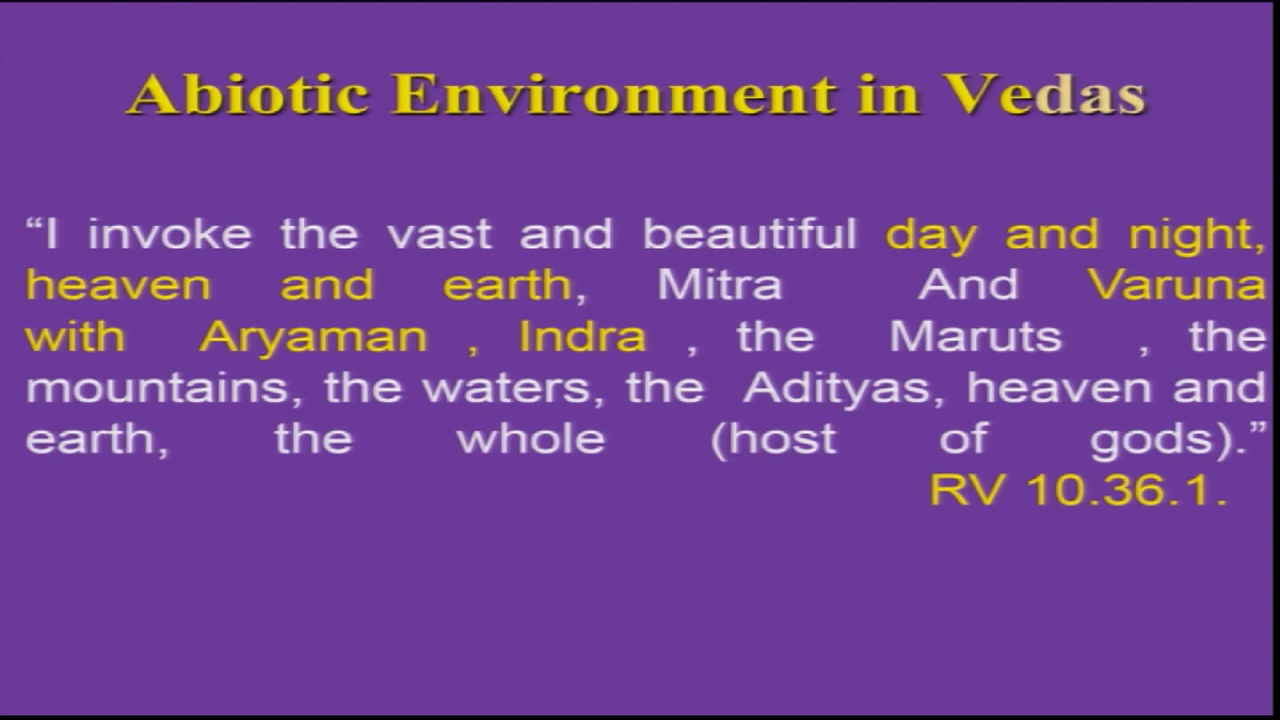 Abiotic Environment in Vedas
“I invoke the vast and beautiful day and night,
heaven and earth, Mitra And Varuna
with Aryaman , Indra , the Maruts , the
mountains, the waters, the Adityas, heaven and
earth, the whole (host of gods).”
RV 10.36.1.